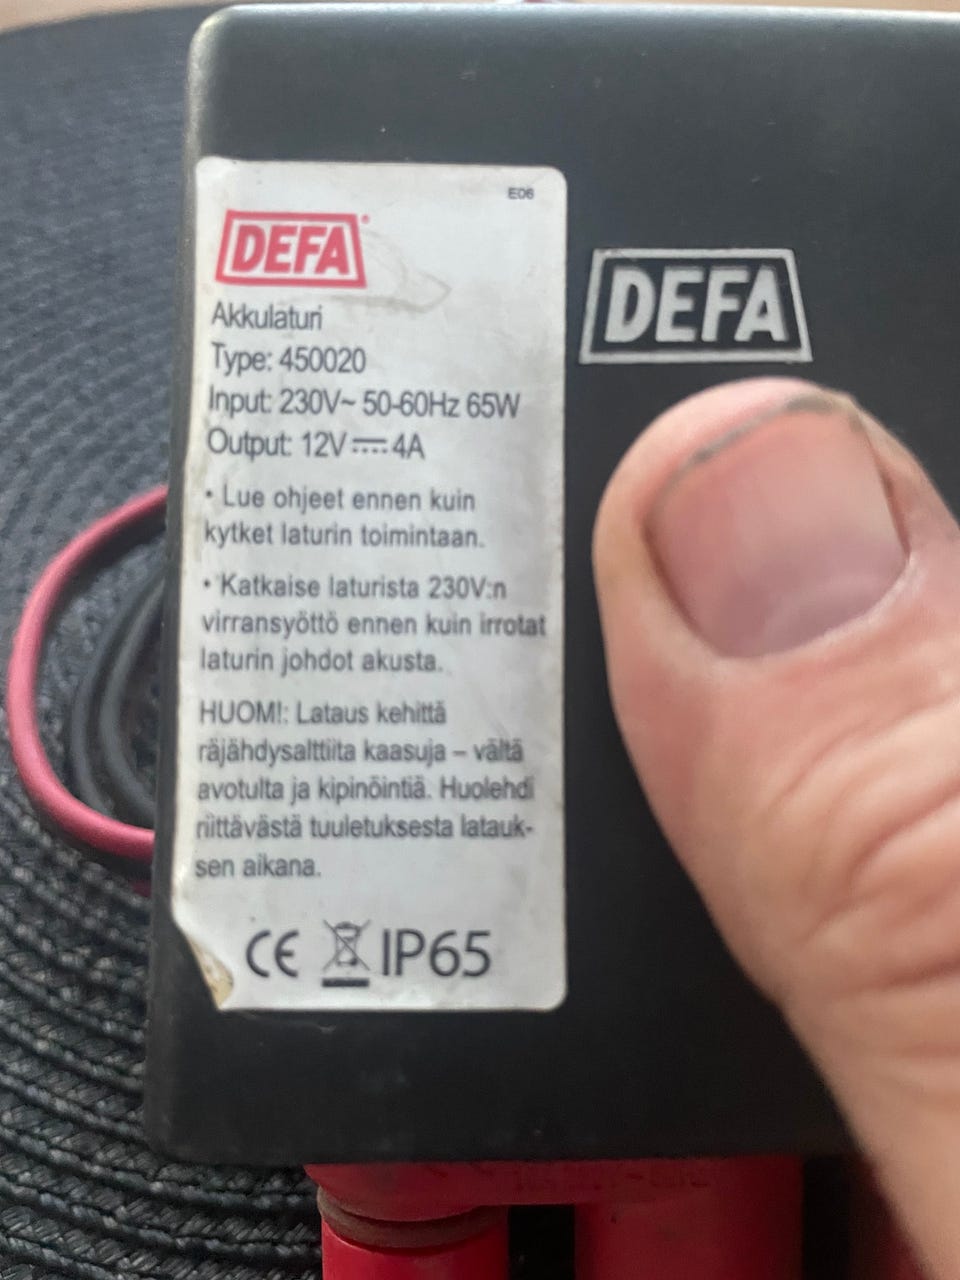 E06
DEFA
DEFA
Akkulaturi
Type: 450020
Input: 230V~ 50-60Hz 65W
Output: 12V⎓4A
• Lue ohjeet ennen kuin
kytket laturin toimintaan.
• Katkaise laturista 230V:n
virransyöttö ennen kuin irrotat
laturin johdot akusta.
HUOM!: Lataus kehittä
räjähdysalttiita kaasuja – vältä
avotulta ja kipinöintiä. Huolehdi
riittävästä tuuletuksesta latauk-
sen aikana.
CE IP65